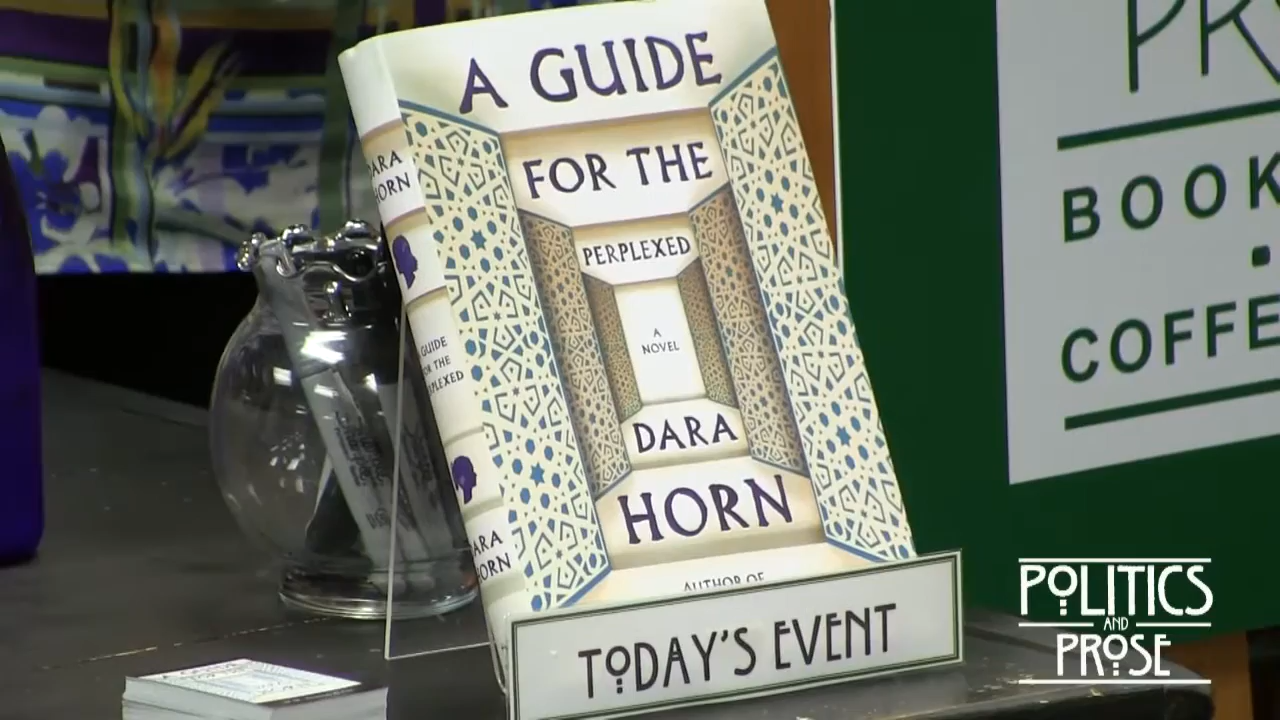 A GUIDE
FOR THE
PERPLEXED
A
NOVEL
DARA
HORN
AUTHOR OF
TODAY'S EVENT
DARA
HORN
GUIDE
FOR THE
PERPLEXED
DARA
HORN
PR
BOOK
•
COFFE
POLITICS
AND
PROSE